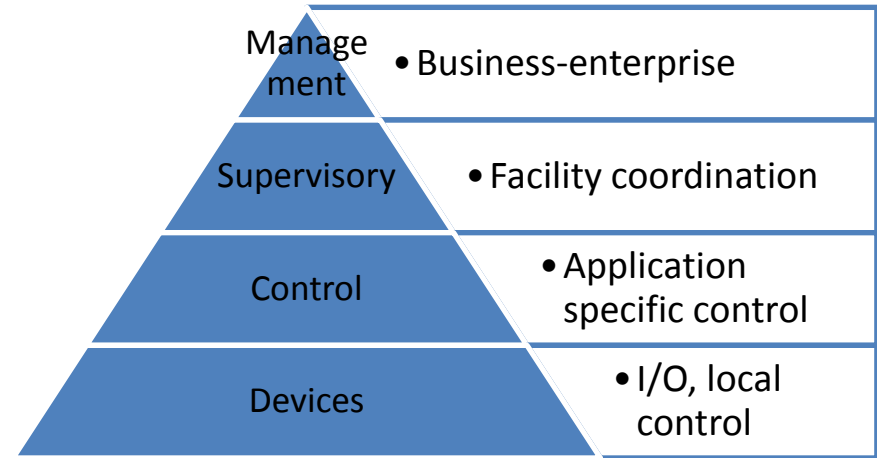 Manage
ment
• Business-enterprise
Supervisory
• Facility coordination
Control
• Application
specific control
Devices
• I/O, local
control